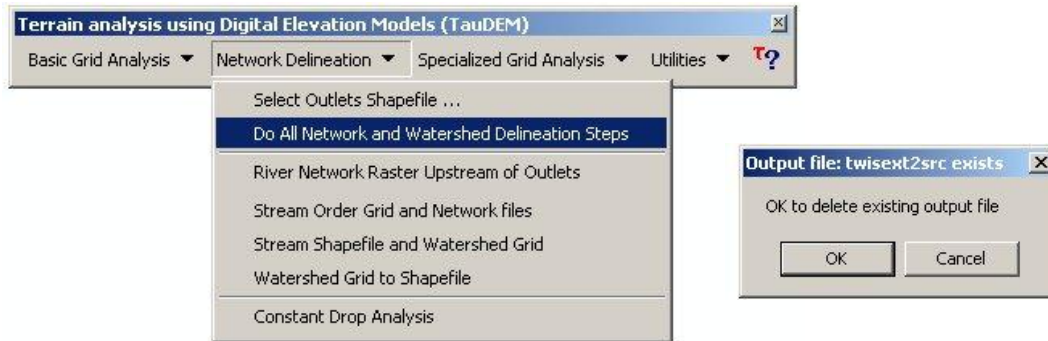 Terrain analysis using Digital Elevation Models (TauDEM)
Basic Grid Analysis Network Delineation Specialized Grid Analysis Utilities T?
Select Outlets Shapefile ...
Do All Network and Watershed Delineation Steps
River Network Raster Upstream of Outlets
Stream Order Grid and Network files
Stream Shapefile and Watershed Grid
Watershed Grid to Shapefile
Constant Drop Analysis
Output file: twisext2src exists
OK to delete existing output file
OK Cancel